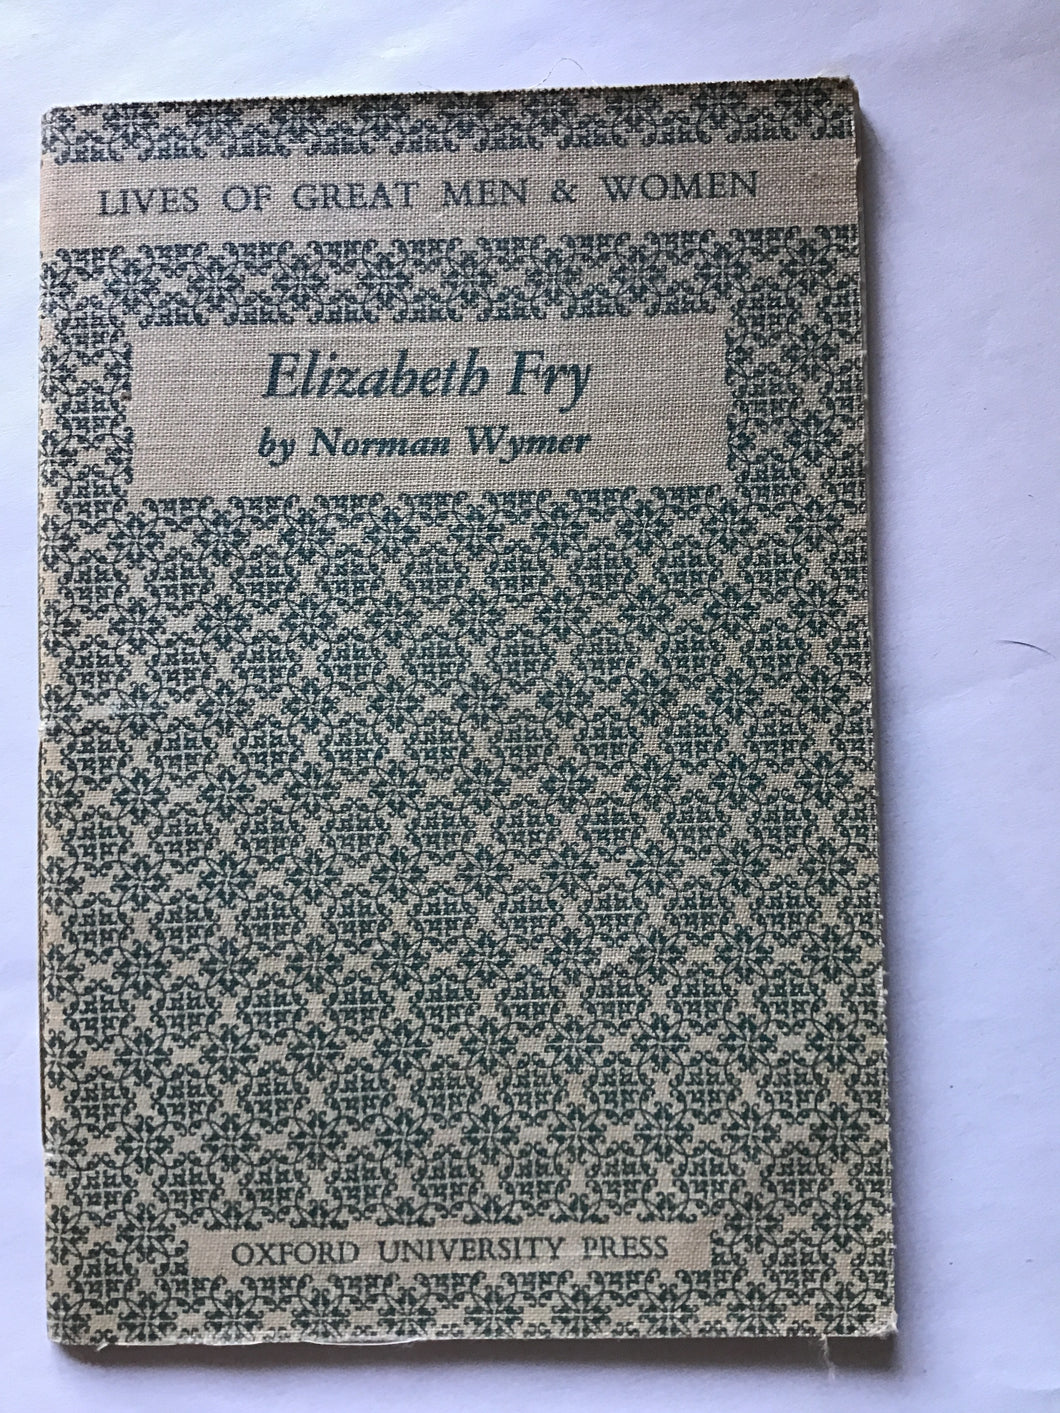 LIVES OF GREAT MEN & WOMEN
Elizabeth Fry
by Norman Wymer
OXFORD UNIVERSITY PRESS